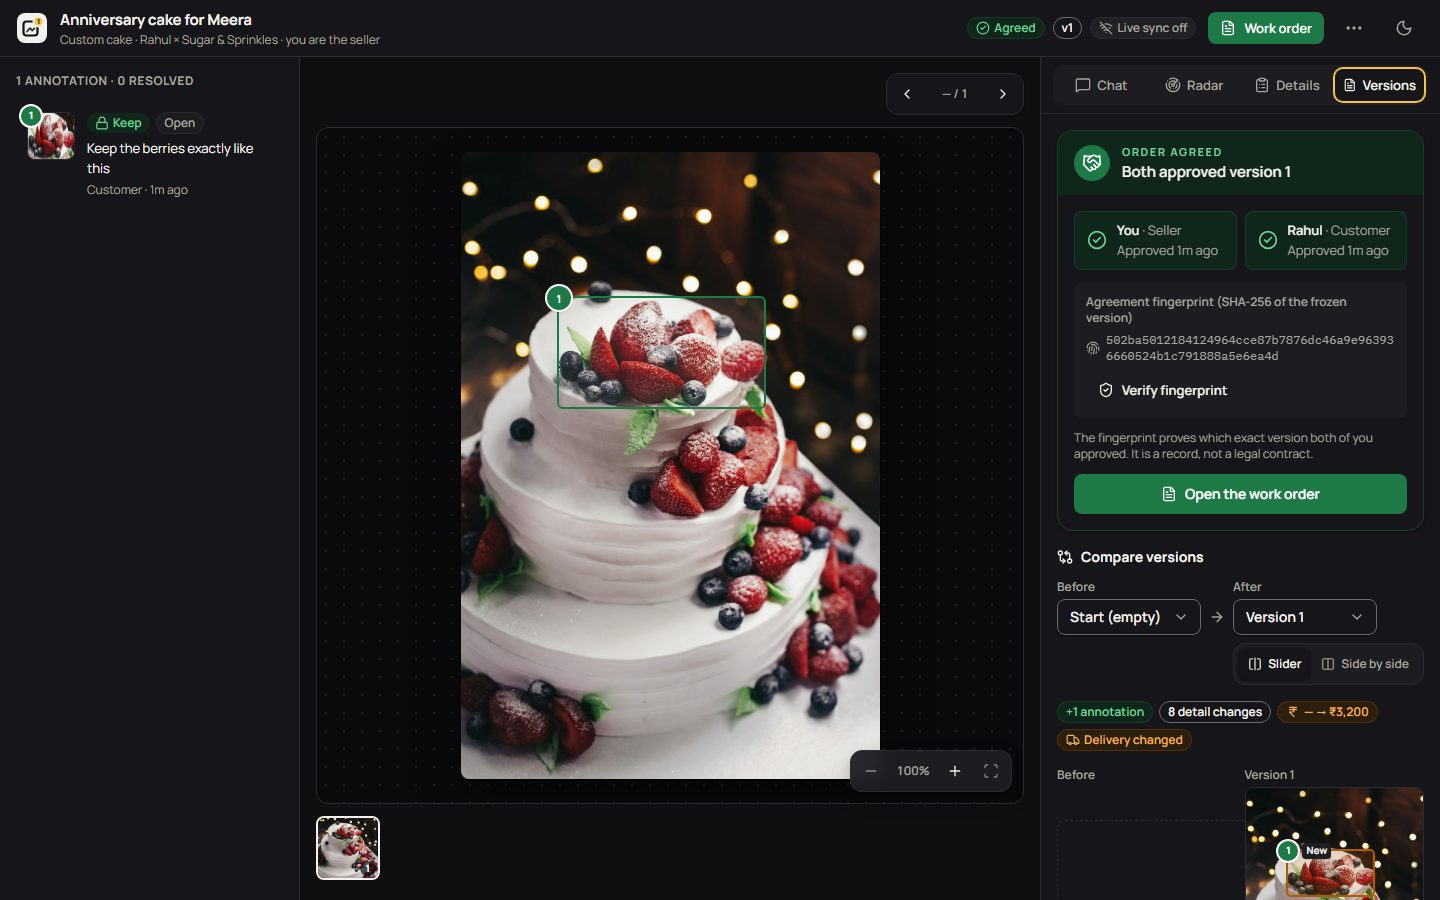 Anniversary cake for Meera
Custom cake · Rahul × Sugar & Sprinkles · you are the seller
Agreed
v1
Live sync off
Work order
1 ANNOTATION · 0 RESOLVED
1
Keep
Open
Keep the berries exactly like
this
Customer · 1m ago
– / 1
1
100%
1
Chat
Radar
Details
Versions
ORDER AGREED
Both approved version 1
You · Seller
Approved 1m ago
Rahul · Customer
Approved 1m ago
Agreement fingerprint (SHA-256 of the frozen
version)
502ba5012184124964cce87b7876dc46a9e96393
6660524b1c791888a5e6ea4d
Verify fingerprint
The fingerprint proves which exact version both of you
approved. It is a record, not a legal contract.
Open the work order
Compare versions
Before
After
Start (empty)
Version 1
Slider
Side by side
+1 annotation
8 detail changes
₹ – → ₹3,200
Delivery changed
Before
Version 1
1
New